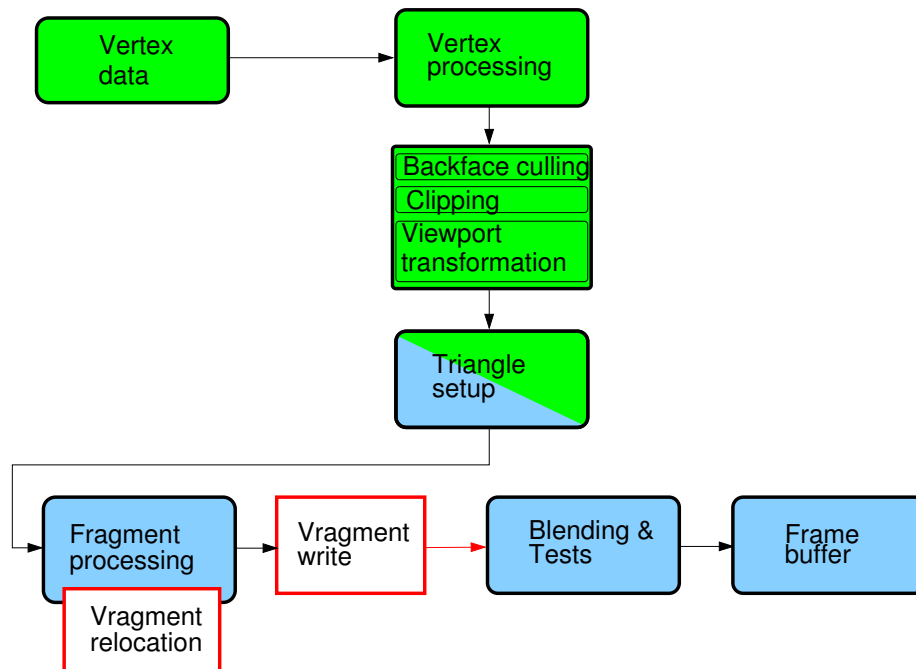 Vertex
data
Vertex
processing
Backface culling
Clipping
Viewport
transformation
Triangle
setup
Fragment
processing
Vragment
relocation
Vragment
write
Blending &
Tests
Frame
buffer